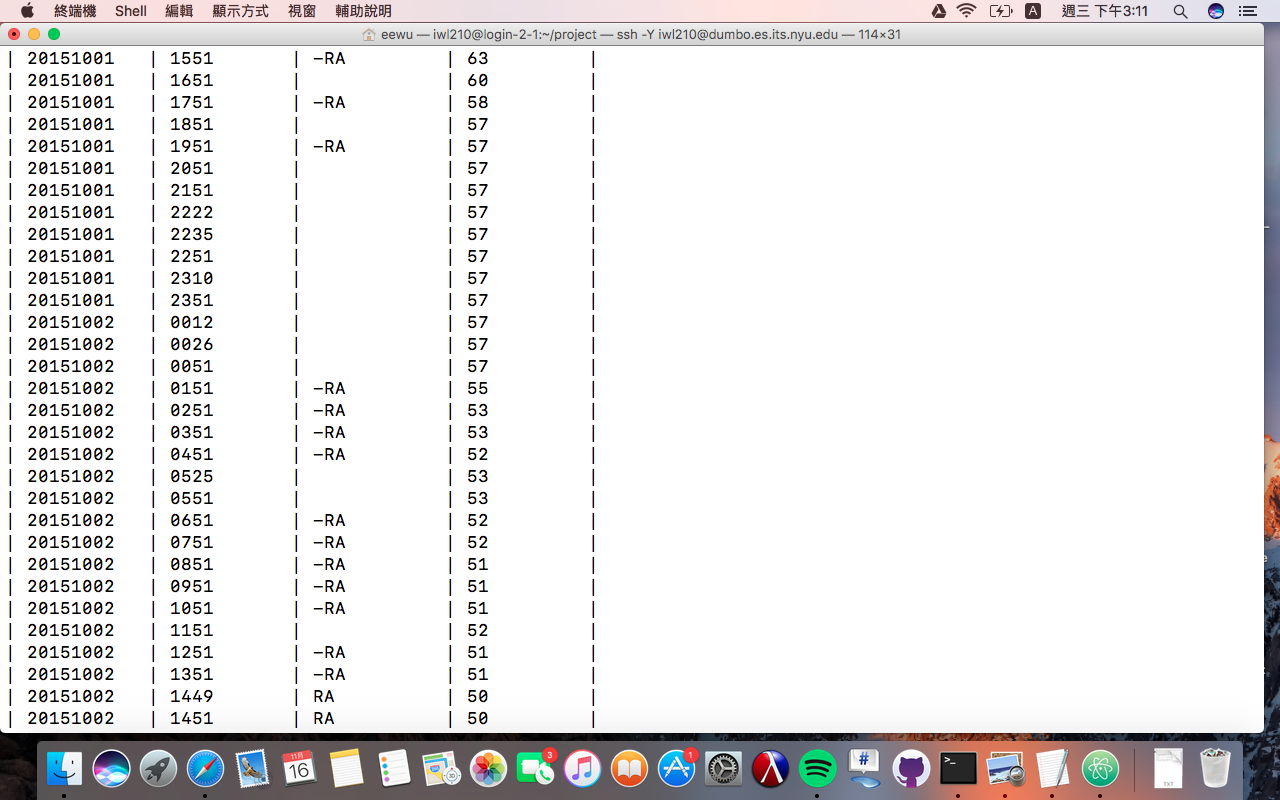 終端機 Shell 編輯 顯示方式 視窗 輔助說明 A 週三 下午3:11
eewu — iwl210@login-2-1:~/project — ssh -Y iwl210@dumbo.es.its.nyu.edu — 114×31
| 20151001 | 1551 | -RA | 63 |
| 20151001 | 1651 | | 60 |
| 20151001 | 1751 | -RA | 58 |
| 20151001 | 1851 | | 57 |
| 20151001 | 1951 | -RA | 57 |
| 20151001 | 2051 | | 57 |
| 20151001 | 2151 | | 57 |
| 20151001 | 2222 | | 57 |
| 20151001 | 2235 | | 57 |
| 20151001 | 2251 | | 57 |
| 20151001 | 2310 | | 57 |
| 20151001 | 2351 | | 57 |
| 20151002 | 0012 | | 57 |
| 20151002 | 0026 | | 57 |
| 20151002 | 0051 | | 57 |
| 20151002 | 0151 | -RA | 55 |
| 20151002 | 0251 | -RA | 53 |
| 20151002 | 0351 | -RA | 53 |
| 20151002 | 0451 | -RA | 52 |
| 20151002 | 0525 | | 53 |
| 20151002 | 0551 | | 53 |
| 20151002 | 0651 | -RA | 52 |
| 20151002 | 0751 | -RA | 52 |
| 20151002 | 0851 | -RA | 51 |
| 20151002 | 0951 | -RA | 51 |
| 20151002 | 1051 | -RA | 51 |
| 20151002 | 1151 | | 52 |
| 20151002 | 1251 | -RA | 51 |
| 20151002 | 1351 | -RA | 51 |
| 20151002 | 1449 | RA | 50 |
| 20151002 | 1451 | RA | 50 |
11月
16
30
3
1
#
>_
TXT